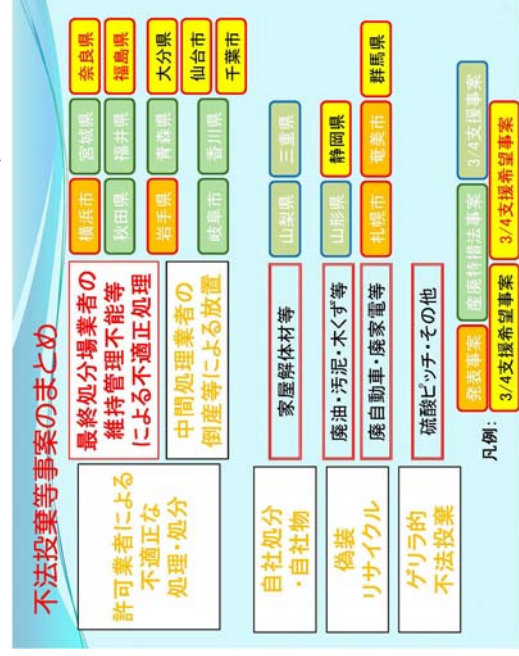 不法投棄等事案のまとめ
許可業者による
不適正な
処理・処分
最終処分場業者の
維持管理不能等
による不適正処理
横浜市
宮城県
奈良県
秋田県
福井県
福島県
中間処理業者の
倒産等による放置
岩手県
青森県
大分県
仙台市
岐阜市
香川県
千葉市
自社処分
・自社物
家屋解体材等
山梨県
三重県
偽装
リサイクル
廃油・汚泥・木くず等
山形県
静岡県
廃自動車・廃家電等
札幌市
奄美市
群馬県
ゲリラ的
不法投棄
硫酸ピッチ・その他
凡例:
発表事案
産廃特措法事案
3/4支援事案
3/4支援希望事案
3/4支援希望事案